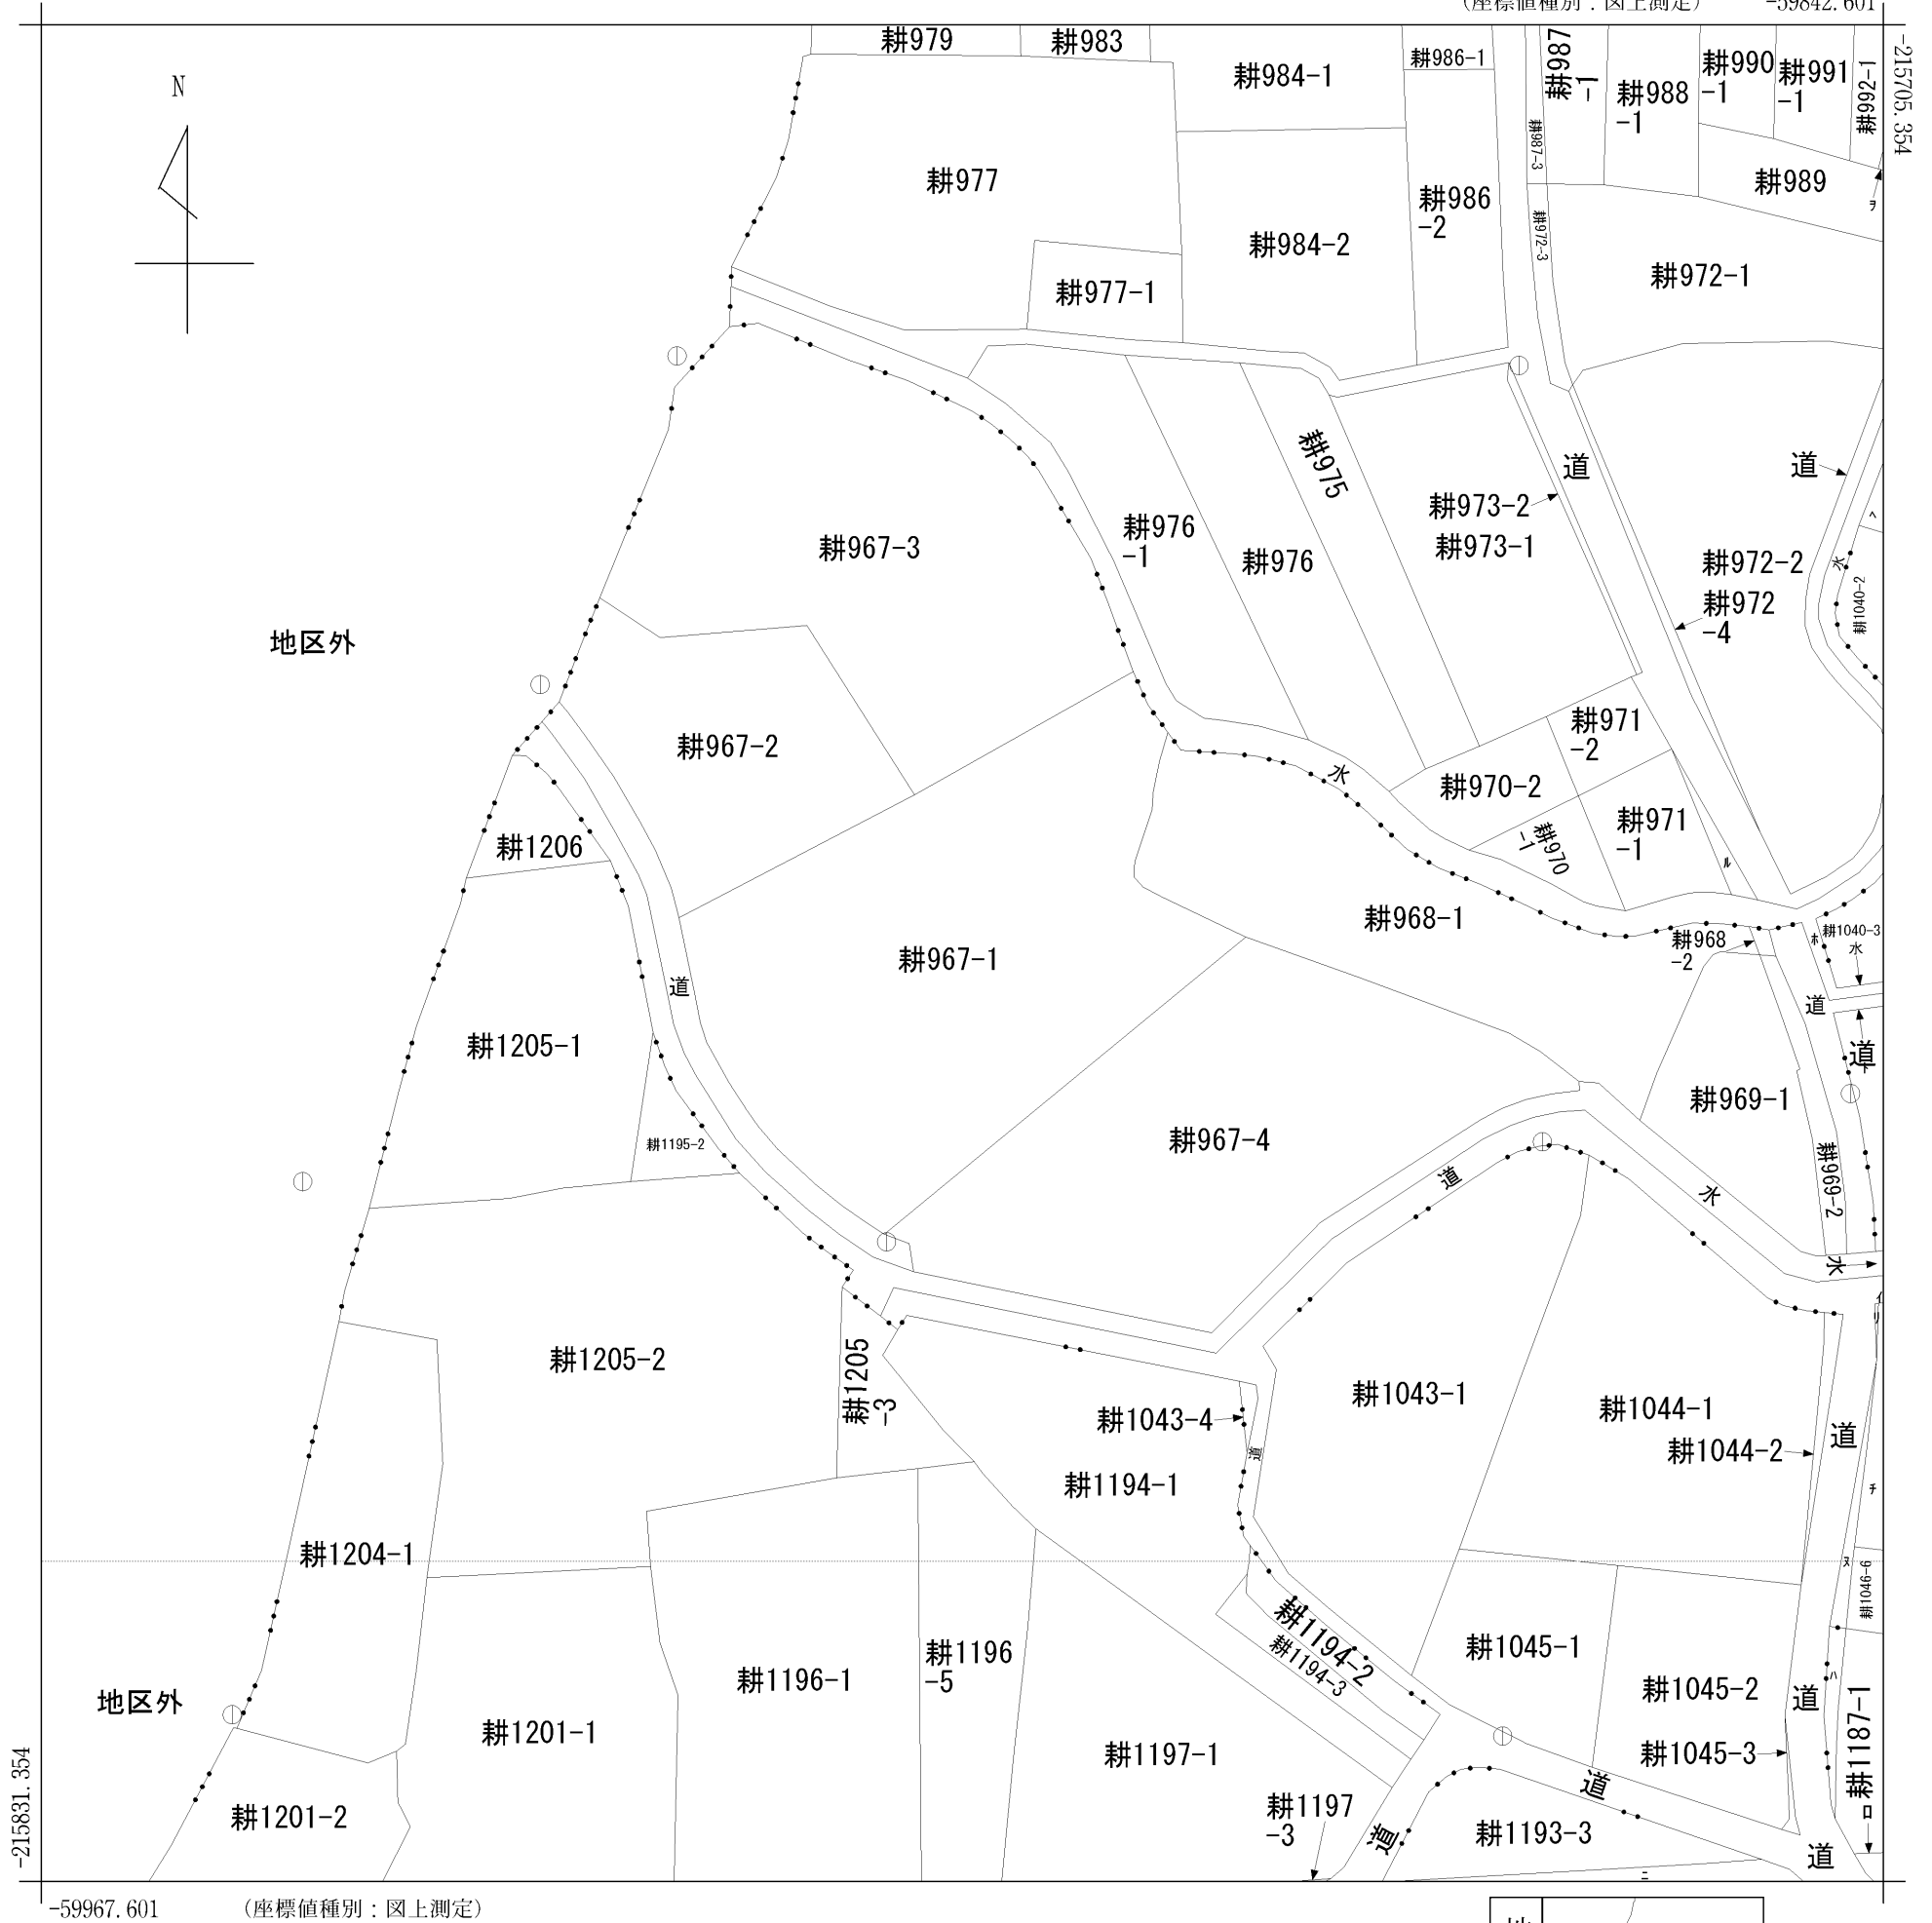 (座標値種別：図上測定) -59842.601
-215705.354
N
耕979
耕983
耕984-1
耕986-1
耕987
-1
耕988
-1
耕990
-1
耕991
-1
耕992-1
耕987-3
耕977
耕986
-2
耕989
ヲ
耕984-2
耕972-3
耕972-1
耕977-1
道
道
耕975
耕973-2
耕973-1
ヘ
耕976
-1
耕976
耕967-3
耕972-2
耕972
-4
水
耕1040-2
地区外
耕967-2
耕971
-2
水
耕970-2
耕971
-1
耕970
-1
ル
耕1206
耕968-1
耕968
-2
ホ
耕1040-3
水
耕967-1
道
道
耕1205-1
道
ト
耕969-1
耕1195-2
耕967-4
道
水
耕969-2
水
イ
リ
耕1205-2
耕1205
-3
耕1043-4
道
耕1043-1
耕1044-1
耕1044-2
道
耕1194-1
チ
耕1204-1
ヌ
耕1046-6
耕1194-2
耕1194-3
耕1045-1
耕1196
-5
耕1196-1
ハ
地区外
耕1045-2
道
耕1187-1
耕1201-1
耕1197-1
耕1045-3
道
耕1201-2
耕1197
-3
道
耕1193-3
ロ
道
ニ
-215831.354
-59967.601 (座標値種別：図上測定)